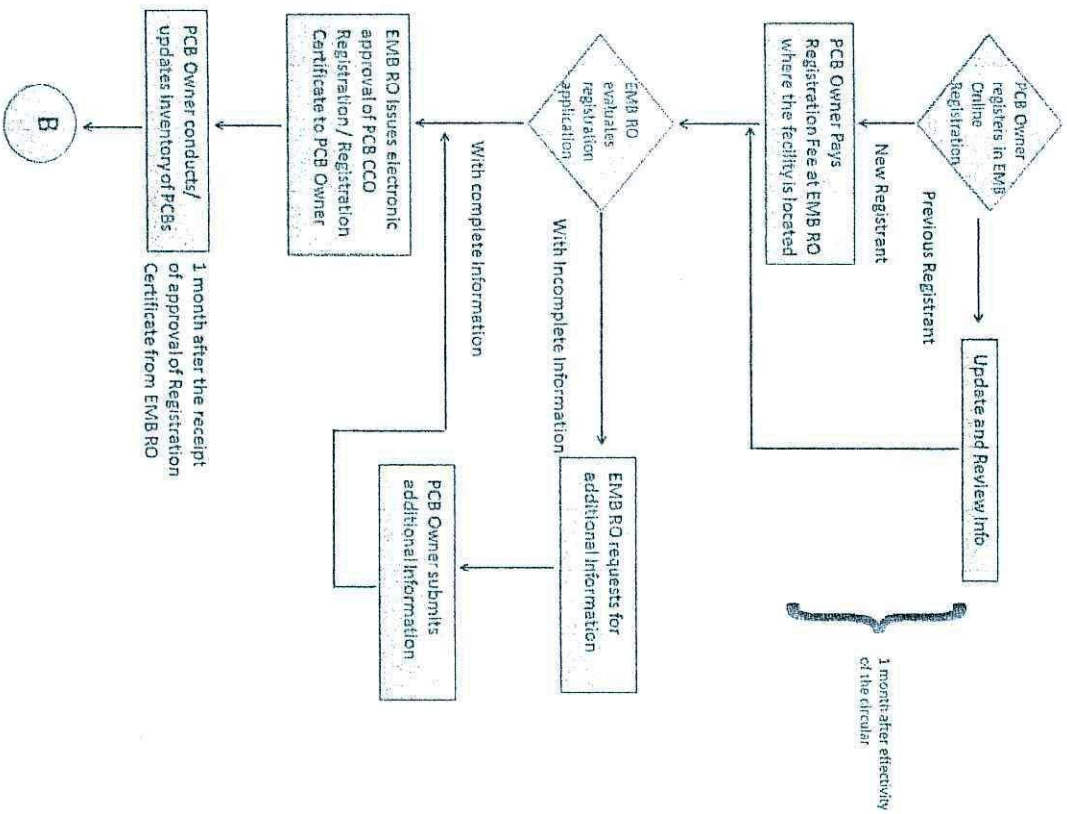 PCB Owner
registers in EMB
Online
Registration
Previous Registrant
Update and Review Info
1 month after effectivity
of the circular
New Registrant
PCB Owner Pays
Registration Fee at EMB RO
where the facility is located
EMB RO
evaluates
registration
application
With Incomplete Information
EMB RO requests for
additional Information
PCB Owner submits
additional Information
With complete Information
EMB RO issues electronic
approval of PCB CCO
Registration / Registration
Certificate to PCB Owner
PCB Owner conducts/
updates inventory of PCBs
1 month after the receipt
of approval of Registration
Certificate from EMB RO
B